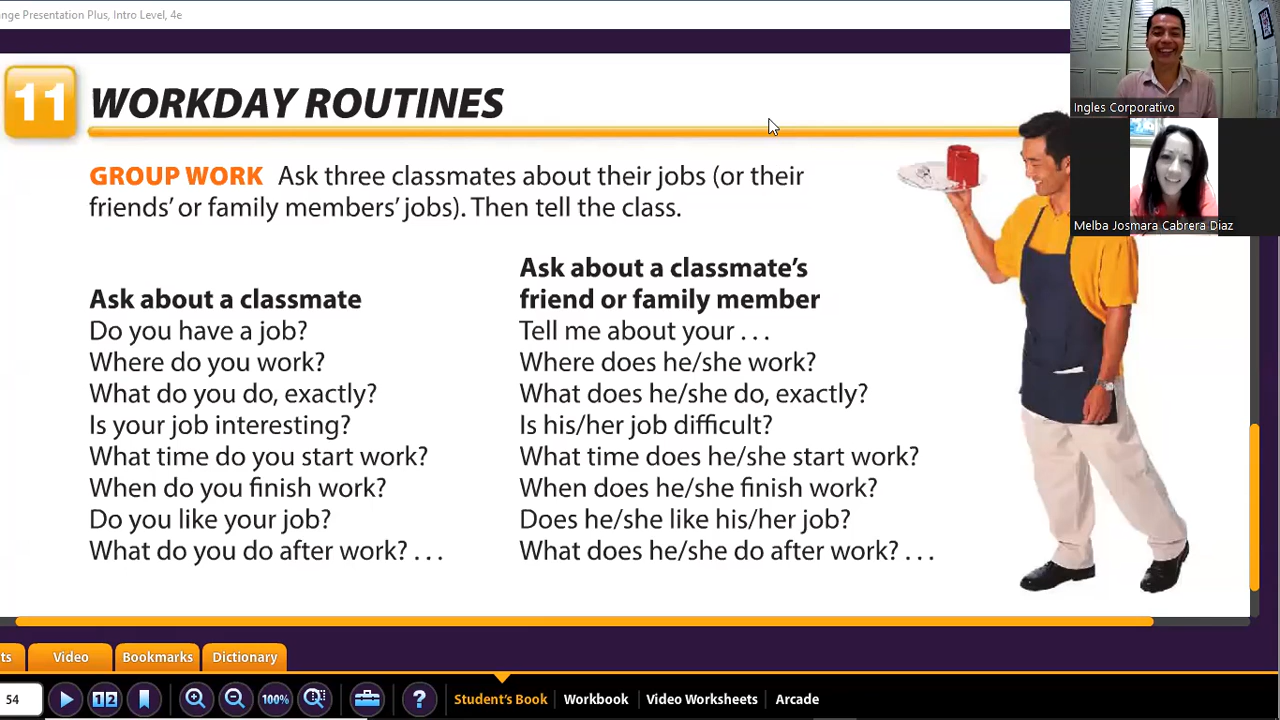 nge Presentation Plus, Intro Level, 4e
11 WORKDAY ROUTINES
GROUP WORK Ask three classmates about their jobs (or their
friends' or family members' jobs). Then tell the class.
Ask about a classmate
Do you have a job?
Where do you work?
What do you do, exactly?
Is your job interesting?
What time do you start work?
When do you finish work?
Do you like your job?
What do you do after work? . . .
Ask about a classmate's
friend or family member
Tell me about your . . .
Where does he/she work?
What does he/she do, exactly?
Is his/her job difficult?
What time does he/she start work?
When does he/she finish work?
Does he/she like his/her job?
What does he/she do after work? . . .
Ingles Corporativo
Melba Josmara Cabrera Diaz
ts Video Bookmarks Dictionary
54 12 100% ? Student's Book Workbook Video Worksheets Arcade